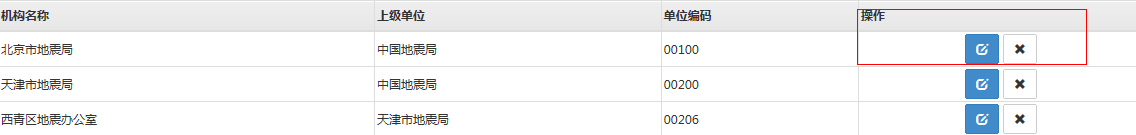 机构名称 上级单位 单位编码 操作
北京市地震局 中国地震局 00100
天津市地震局 中国地震局 00200
西青区地震办公室 天津市地震局 00206